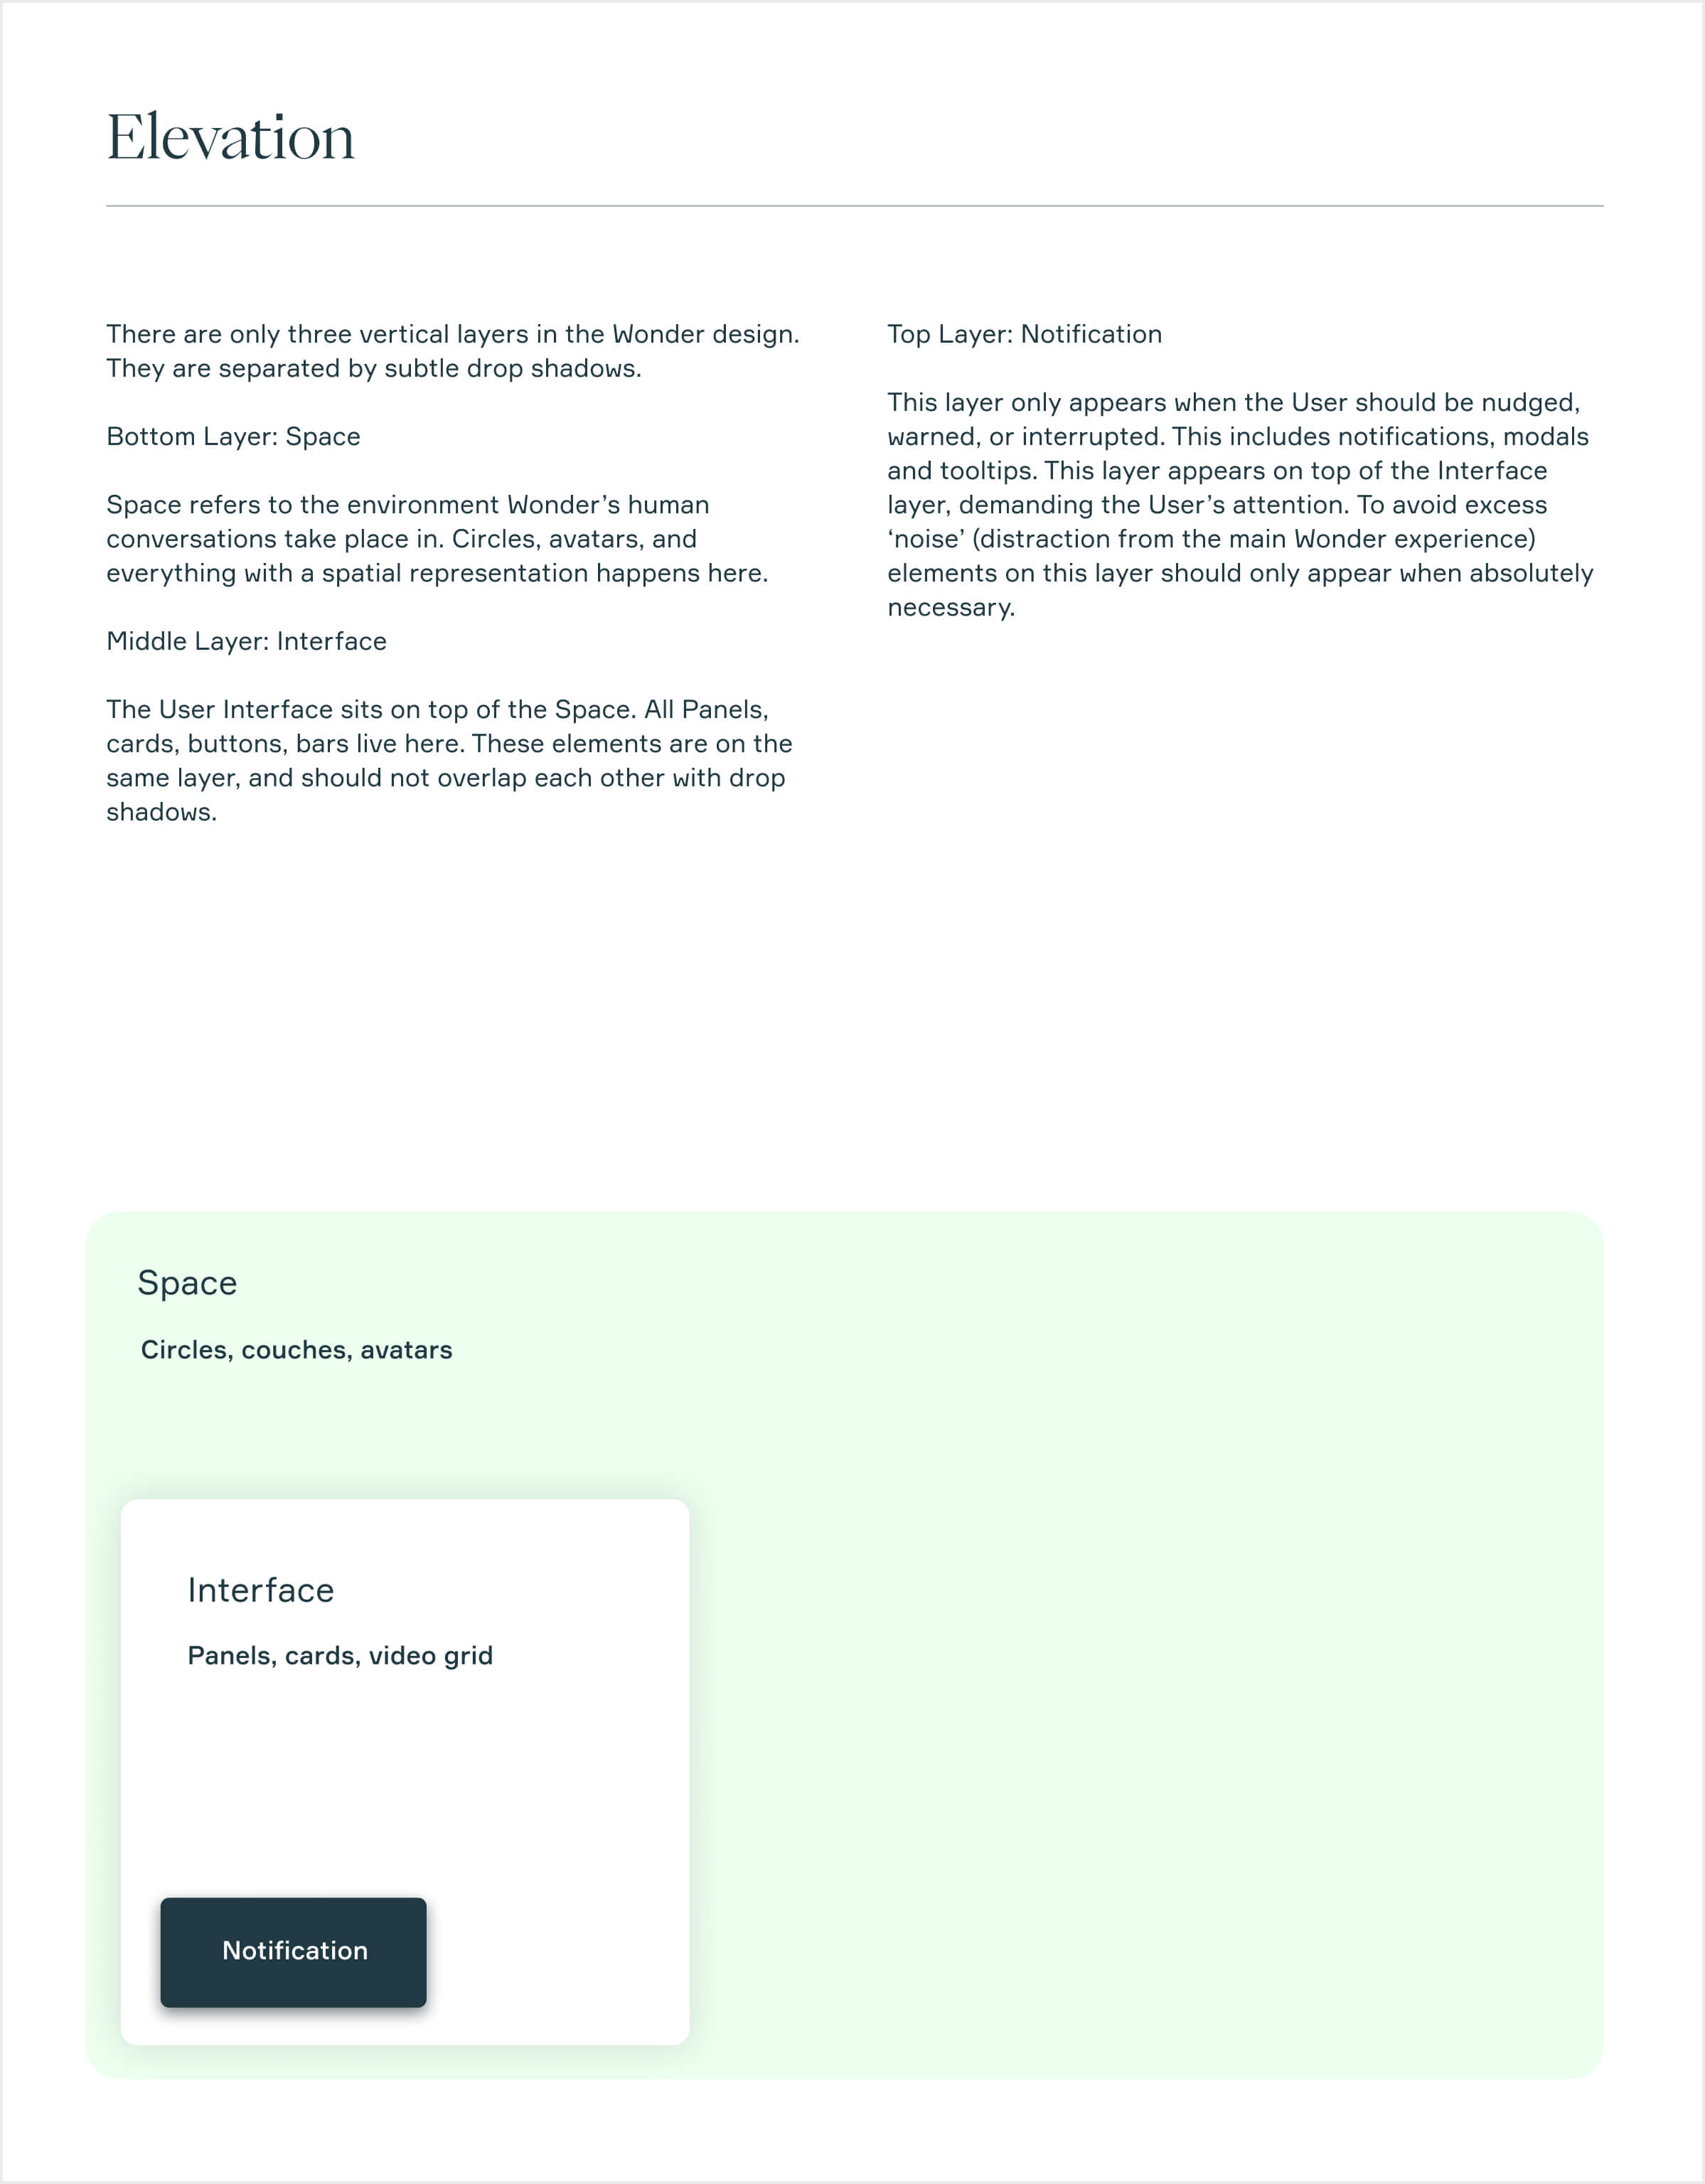 Elevation
There are only three vertical layers in the Wonder design.
They are separated by subtle drop shadows.
Bottom Layer: Space
Space refers to the environment Wonder’s human
conversations take place in. Circles, avatars, and
everything with a spatial representation happens here.
Middle Layer: Interface
The User Interface sits on top of the Space. All Panels,
cards, buttons, bars live here. These elements are on the
same layer, and should not overlap each other with drop
shadows.
Top Layer: Notification
This layer only appears when the User should be nudged,
warned, or interrupted. This includes notifications, modals
and tooltips. This layer appears on top of the Interface
layer, demanding the User’s attention. To avoid excess
‘noise’ (distraction from the main Wonder experience)
elements on this layer should only appear when absolutely
necessary.
Space
Circles, couches, avatars
Interface
Panels, cards, video grid
Notification